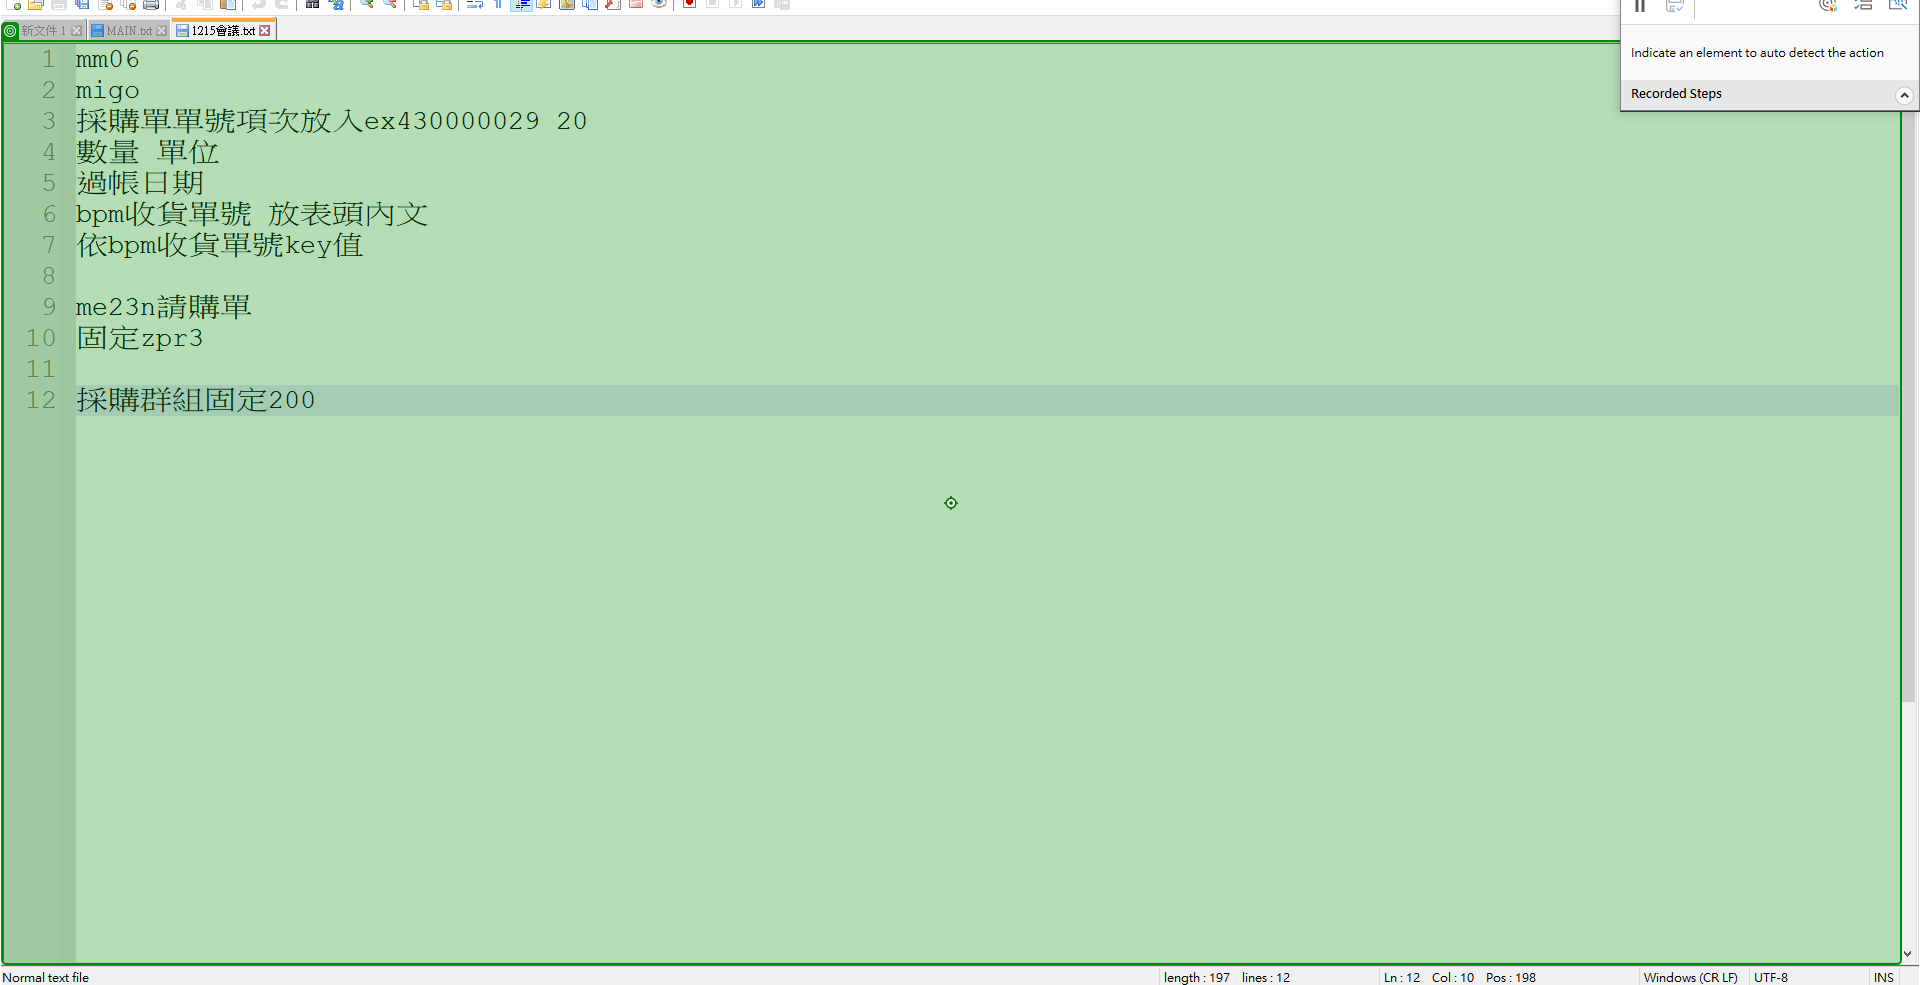 新文件 1
MAIN.txt
1215會議.txt
Indicate an element to auto detect the action
Recorded Steps
1 mm06
2 migo
3 採購單單號項次放入ex430000029 20
4 數量 單位
5 過帳日期
6 bpm收貨單號 放表頭內文
7 依bpm收貨單號key值
8
9 me23n請購單
10 固定zpr3
11
12 採購群組固定200
Normal text file
length : 197 lines : 12
Ln : 12 Col : 10 Pos : 198
Windows (CR LF)
UTF-8
INS